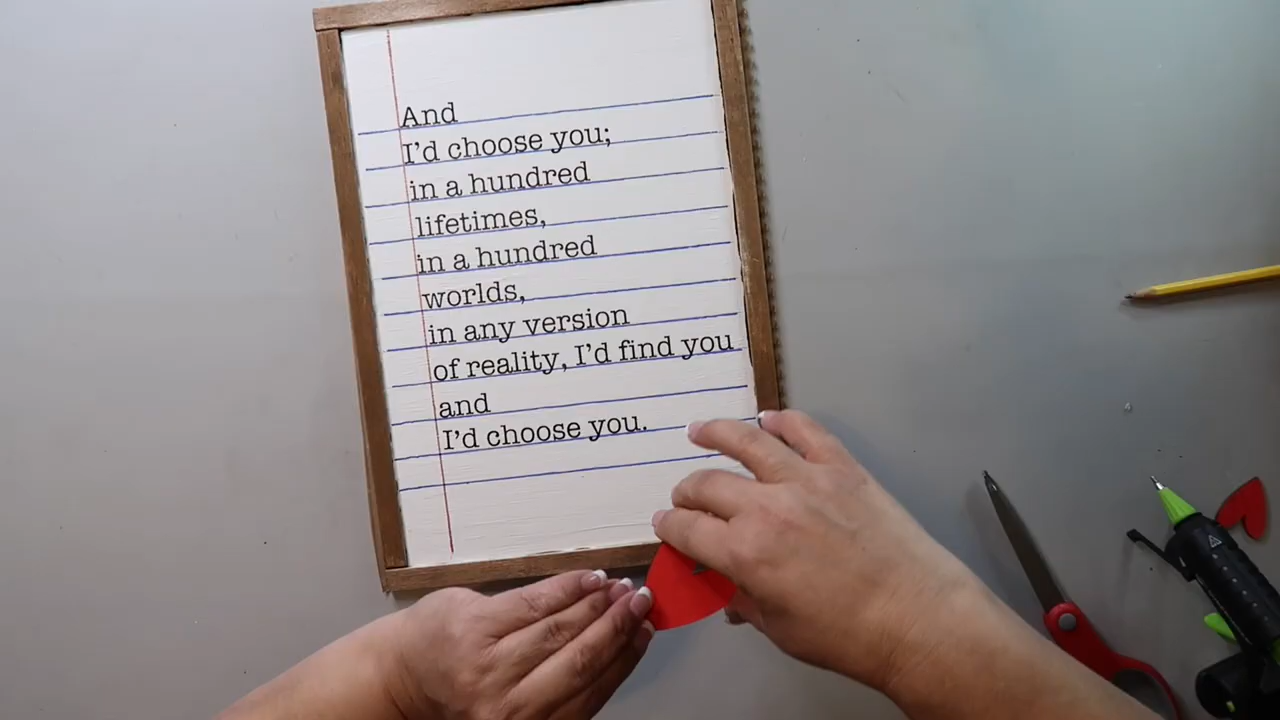 And
I'd choose you;
in a hundred
lifetimes,
in a hundred
worlds,
in any version
of reality, I'd find you
and
I'd choose you.